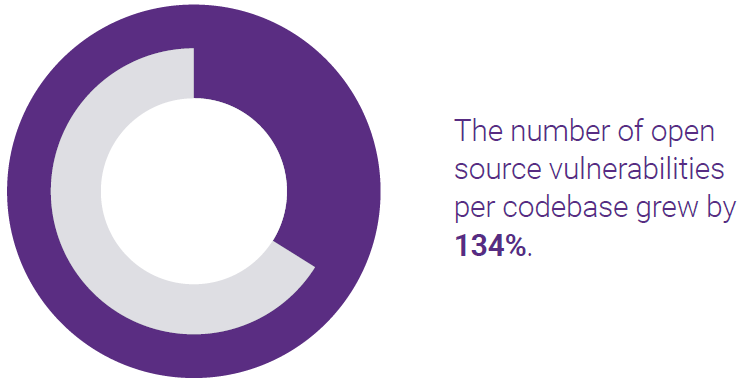 The number of open
source vulnerabilities
per codebase grew by
134%.